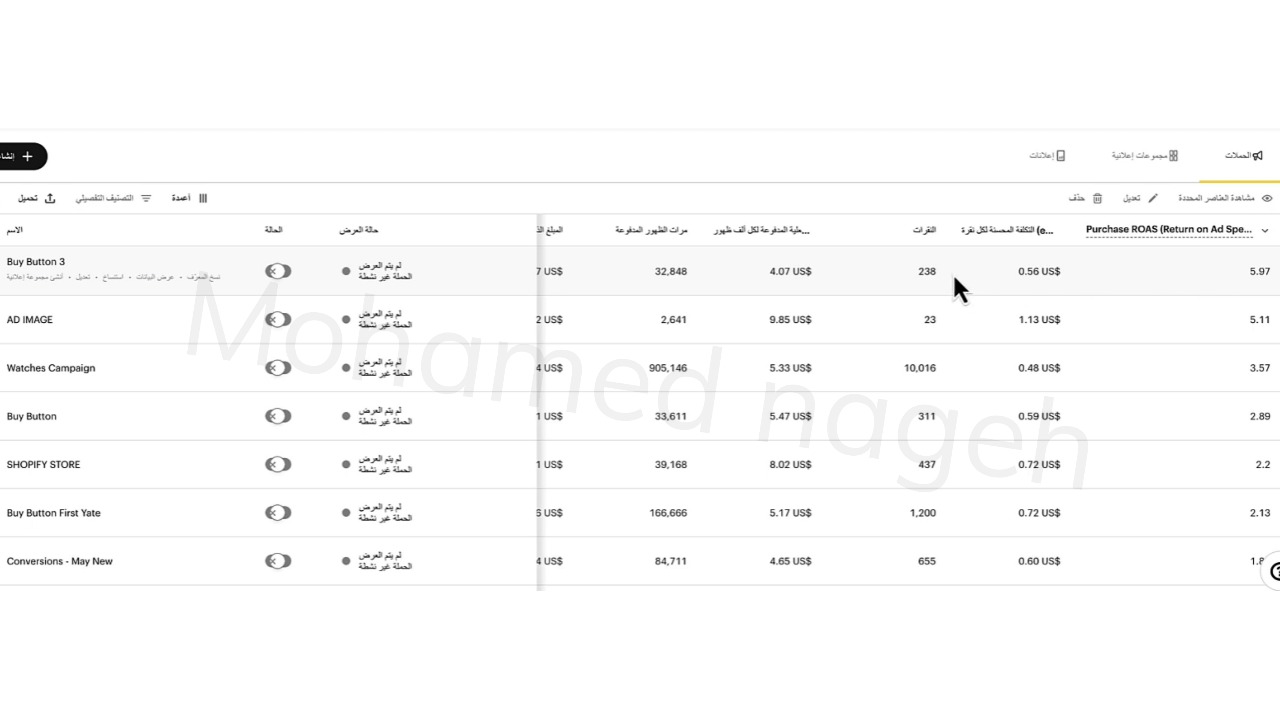 إنشاء
إعلانات
مجموعات إعلانية
الحملات
تحميل
التصنيف التفصيلي
أعمدة
حذف
تعديل
مشاهدة العناصر المحددة
الاسم
الحالة
حالة العرض
المبلغ
مرات الظهور المدفوعة
...علية المدفوعة لكل ألف ظهور
النقرات
التكلفة المحسنة لكل نقرة (e...
Purchase ROAS (Return on Ad Spe...
Buy Button 3
نسخ المعرّف • عرض البيانات • استنساخ • تعديل • أنشئ مجموعة إعلانية
لم يتم العرض
الحملة غير نشطة
7 US$ 32,848 4.07 US$ 238 0.56 US$ 5.97
AD IMAGE
لم يتم العرض
الحملة غير نشطة
2 US$ 2,641 9.85 US$ 23 1.13 US$ 5.11
Watches Campaign
لم يتم العرض
الحملة غير نشطة
4 US$ 905,146 5.33 US$ 10,016 0.48 US$ 3.57
Buy Button
لم يتم العرض
الحملة غير نشطة
1 US$ 33,611 5.47 US$ 311 0.59 US$ 2.89
SHOPIFY STORE
لم يتم العرض
الحملة غير نشطة
1 US$ 39,168 8.02 US$ 437 0.72 US$ 2.2
Buy Button First Yate
لم يتم العرض
الحملة غير نشطة
6 US$ 166,666 5.17 US$ 1,200 0.72 US$ 2.13
Conversions - May New
لم يتم العرض
الحملة غير نشطة
4 US$ 84,711 4.65 US$ 655 0.60 US$
Mohamed nageh